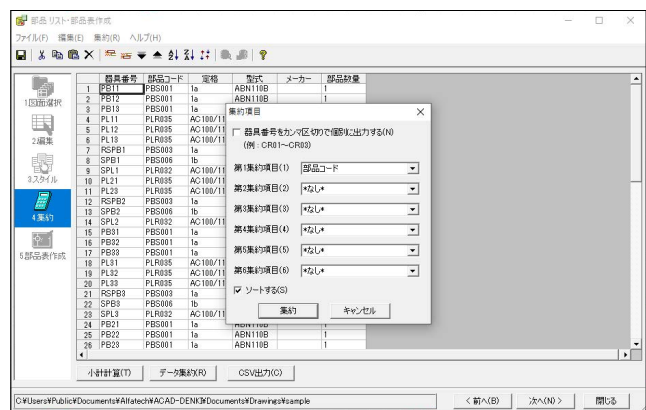 部品リスト・部品表作成
ファイル(F) 編集(E) 集約(R) ヘルプ(H)
器具番号 部品コード 定格 型式 メーカー 部品数量
1 PB11 PBS001 1a ABN110B 1
2 PB12 PBS001 1a ABN110B 1
3 PB13 PBS001 1a
4 PL11 PLR035 AC100/11
5 PL12 PLR035 AC100/11
6 PL13 PLR035 AC100/11
7 RSPB1 PBS003 1a
8 SPB1 PBS006 1b
9 SPL1 PLR032 AC100/11
10 PL21 PLR035 AC100/11
11 PL23 PLR035 AC100/11
12 RSPB2 PBS003 1a
13 SPB2 PBS006 1b
14 SPL2 PLR032 AC100/11
15 PB31 PBS001 1a
16 PB32 PBS001 1a
17 PB33 PBS001 1a
18 PL31 PLR035 AC100/11
19 PL32 PLR035 AC100/11
20 PL33 PLR035 AC100/11
21 RSPB3 PBS003 1a
22 SPB3 PBS006 1b
23 SPL3 PLR032 AC100/11
24 PB21 PBS001 1a ABN110B 1
25 PB22 PBS001 1a ABN110B 1
26 PB23 PBS001 1a ABN110B 1
1.図面選択
2.編集
3.スタイル
4.集約
5.部品表作成
集約項目
器具番号をカンマ区切りで個別に出力する(N)
(例：CR01～CR03)
第1集約項目(1) 部品コード
第2集約項目(2) *なし*
第3集約項目(3) *なし*
第4集約項目(4) *なし*
第5集約項目(5) *なし*
第6集約項目(6) *なし*
ソートする(S)
集約 キャンセル
小計計算(T) データ集約(R) CSV出力(O)
C:¥Users¥Public¥Documents¥Alfatech¥ACAD-DENKI¥Documents¥Drawings¥sample
< 前へ(B) 次へ(N) > 閉じる